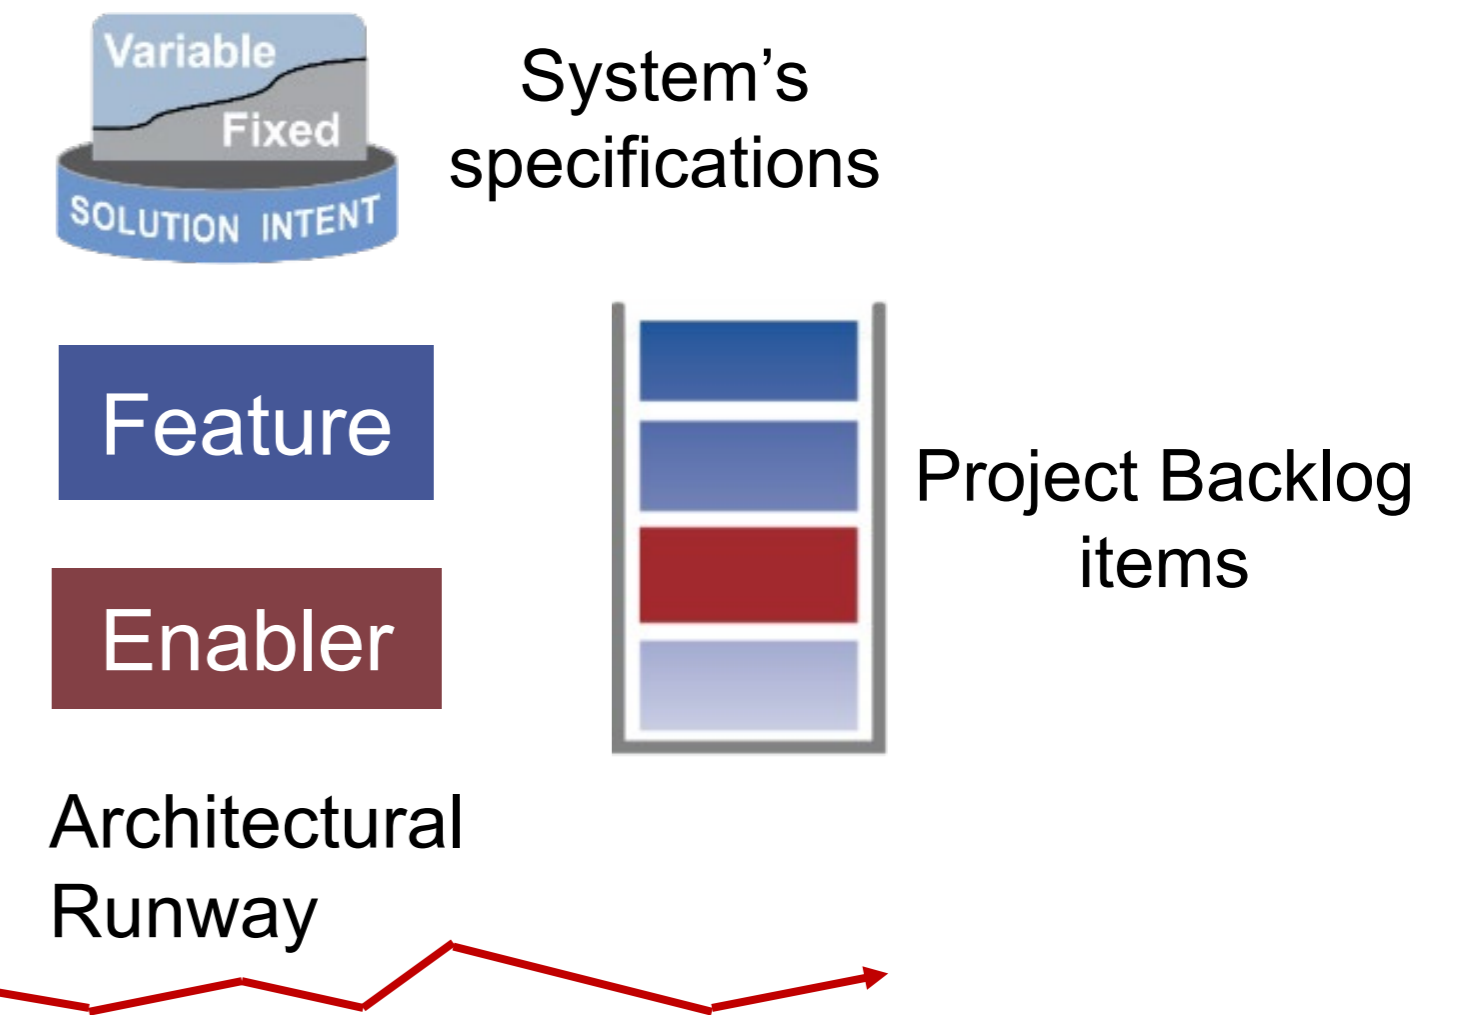 Variable
Fixed
SOLUTION INTENT
System’s
specifications
Feature
Enabler
Project Backlog
items
Architectural
Runway